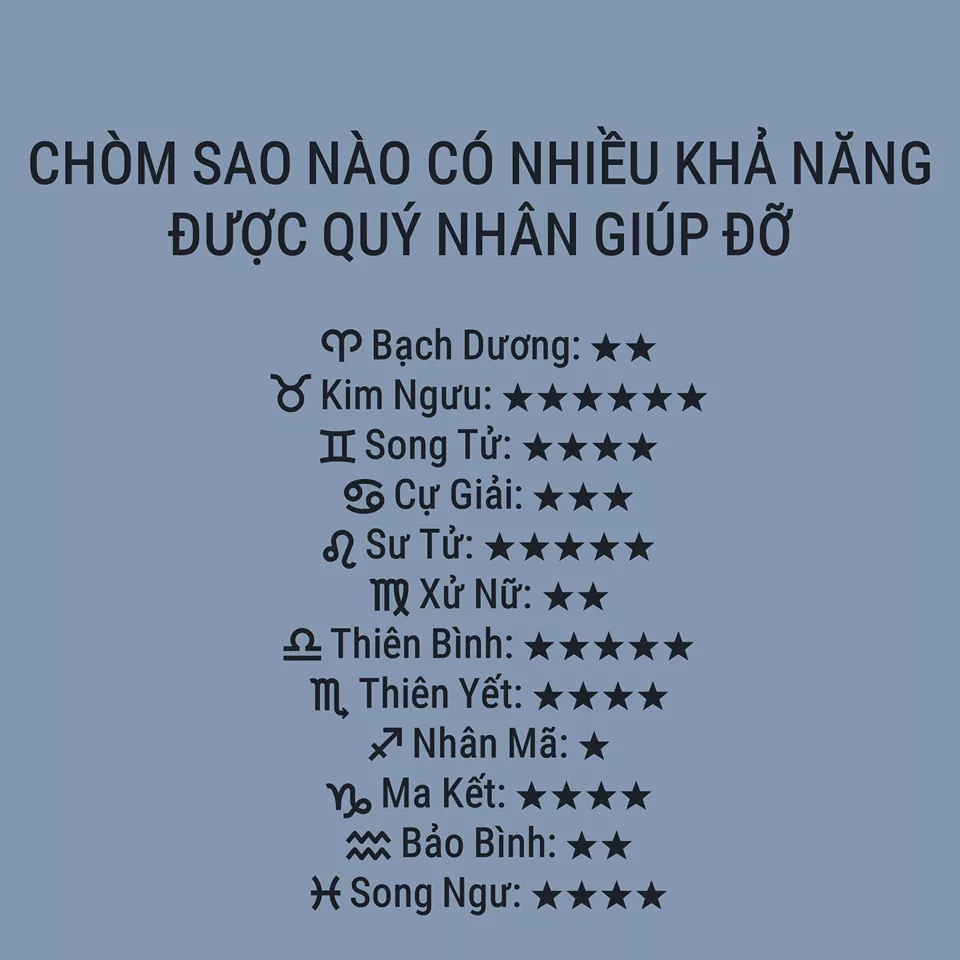 CHÒM SAO NÀO CÓ NHIỀU KHẢ NĂNG
ĐƯỢC QUÝ NHÂN GIÚP ĐỠ
♈ Bạch Dương: ★★
♉ Kim Ngưu: ★★★★★★
♊ Song Tử: ★★★★
♋ Cự Giải: ★★★
♌ Sư Tử: ★★★★★
♍ Xử Nữ: ★★
♎ Thiên Bình: ★★★★★
♏ Thiên Yết: ★★★★
♐ Nhân Mã: ★
♑ Ma Kết: ★★★★
♒ Bảo Bình: ★★
♓ Song Ngư: ★★★★